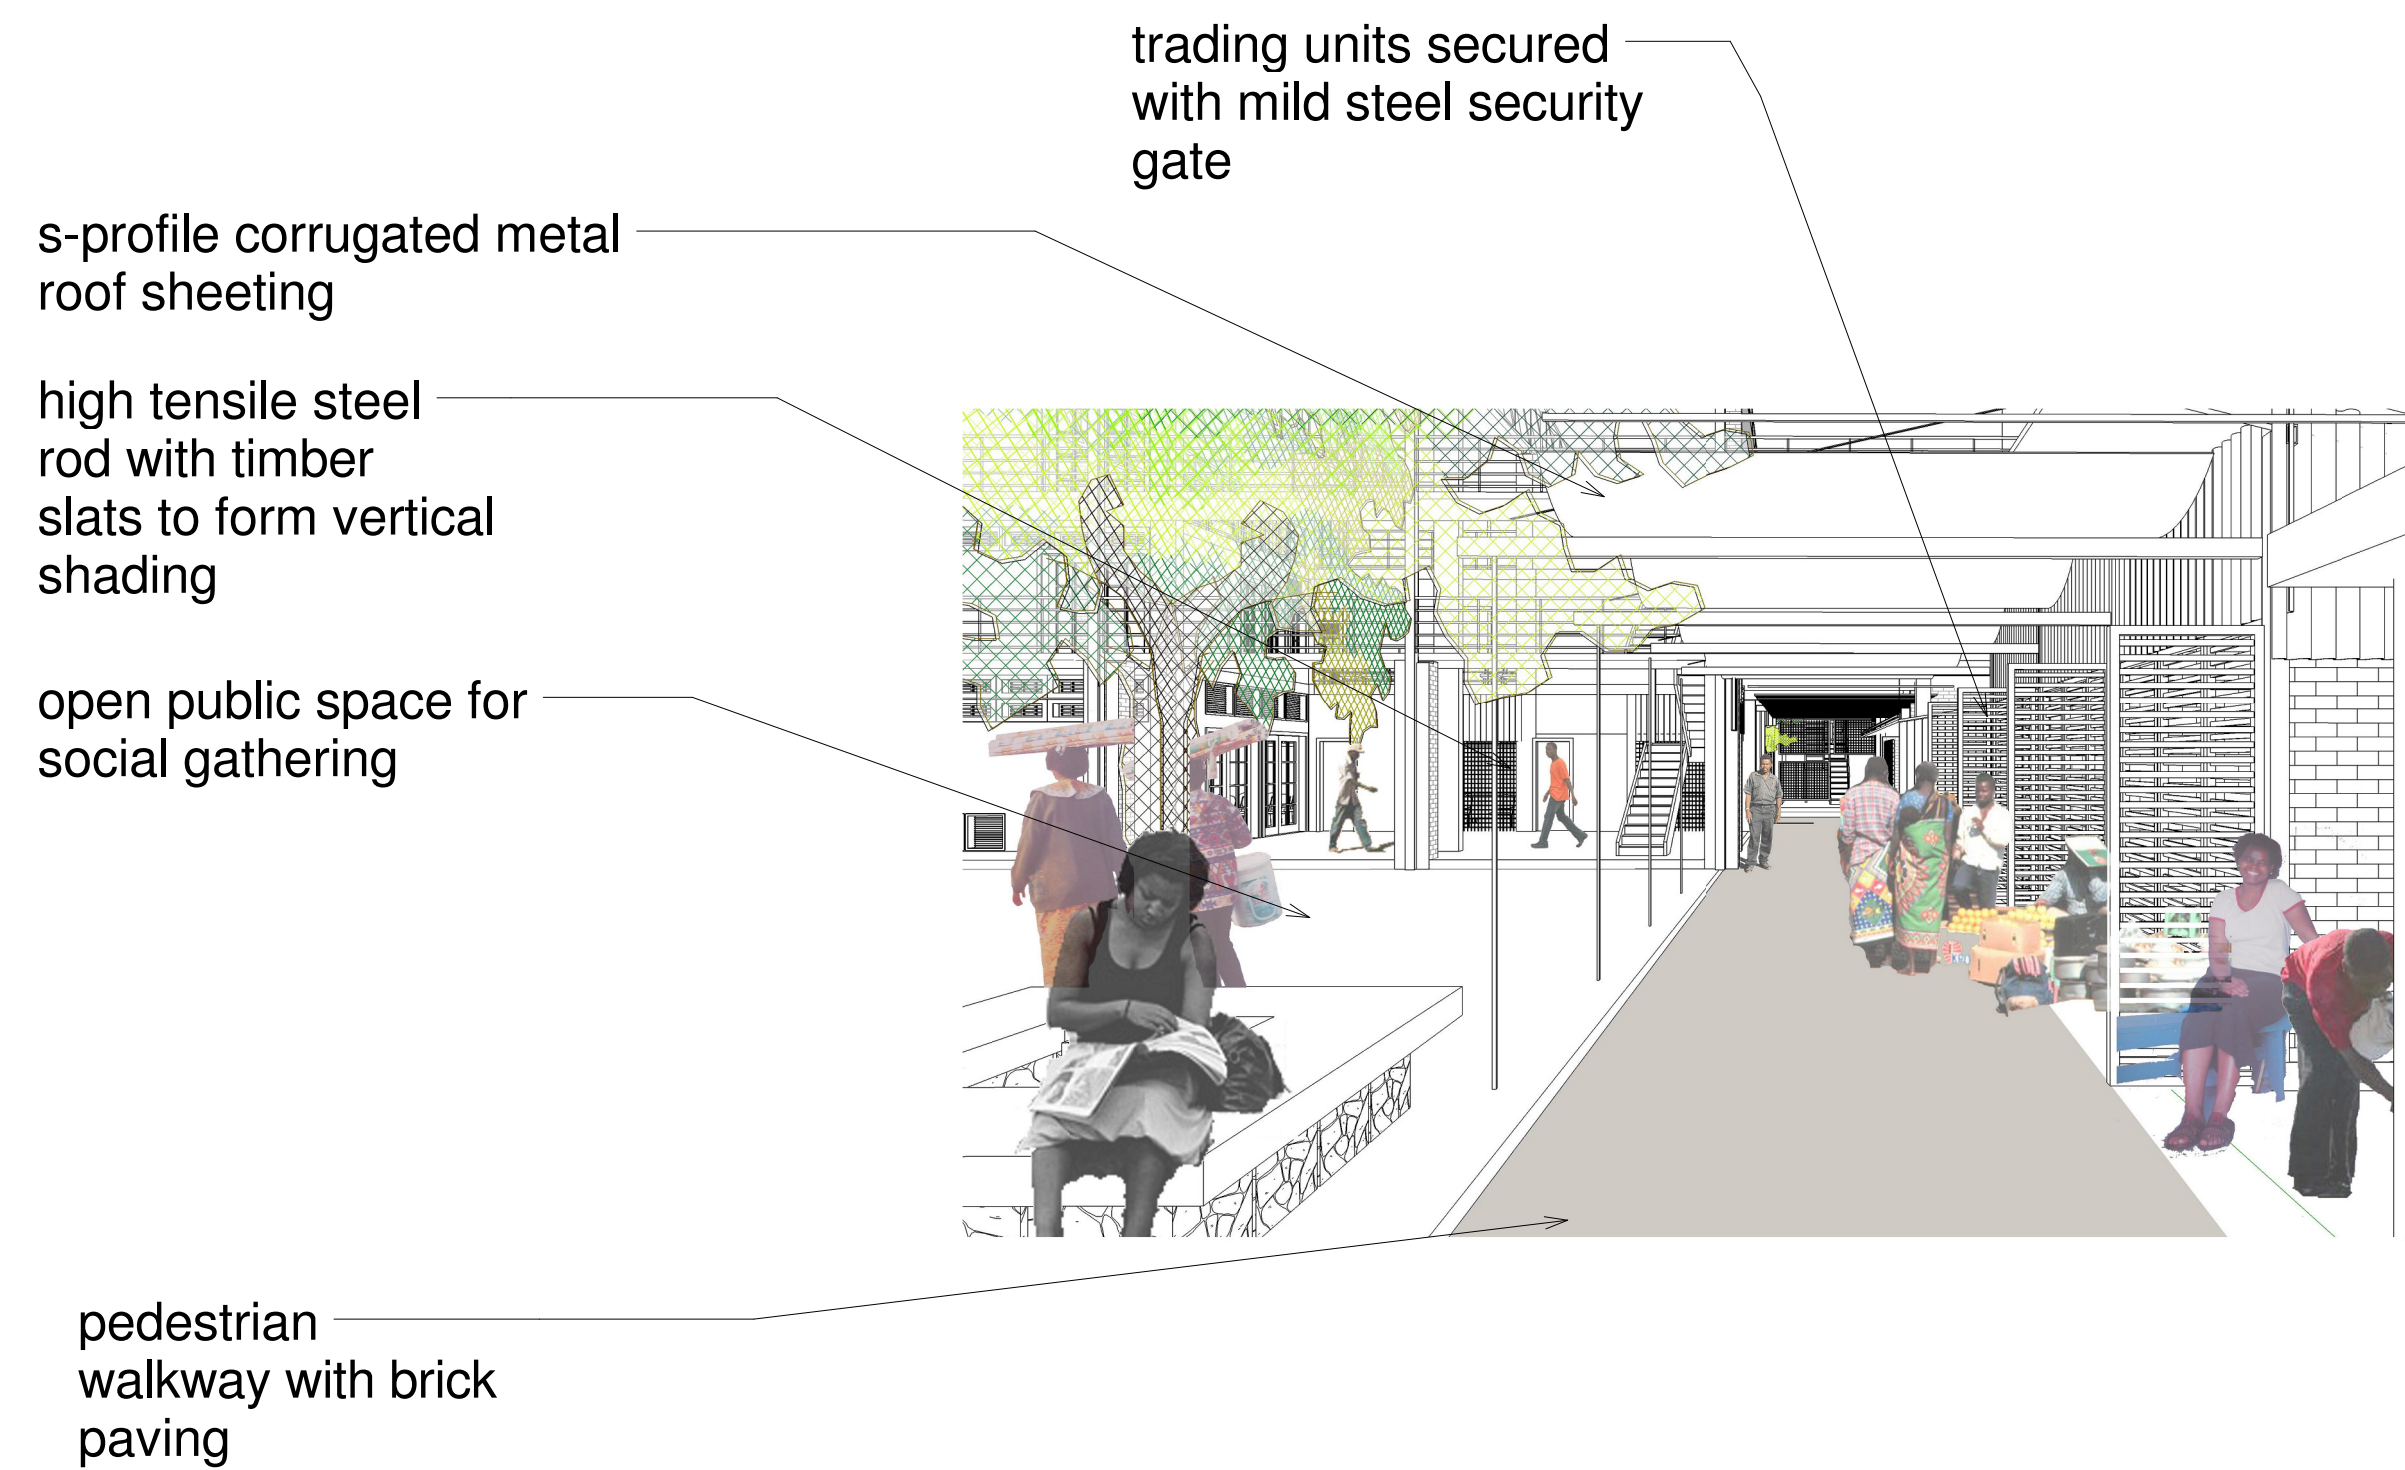 trading units secured
with mild steel security
gate
s-profile corrugated metal
roof sheeting
high tensile steel
rod with timber
slats to form vertical
shading
open public space for
social gathering
pedestrian
walkway with brick
paving